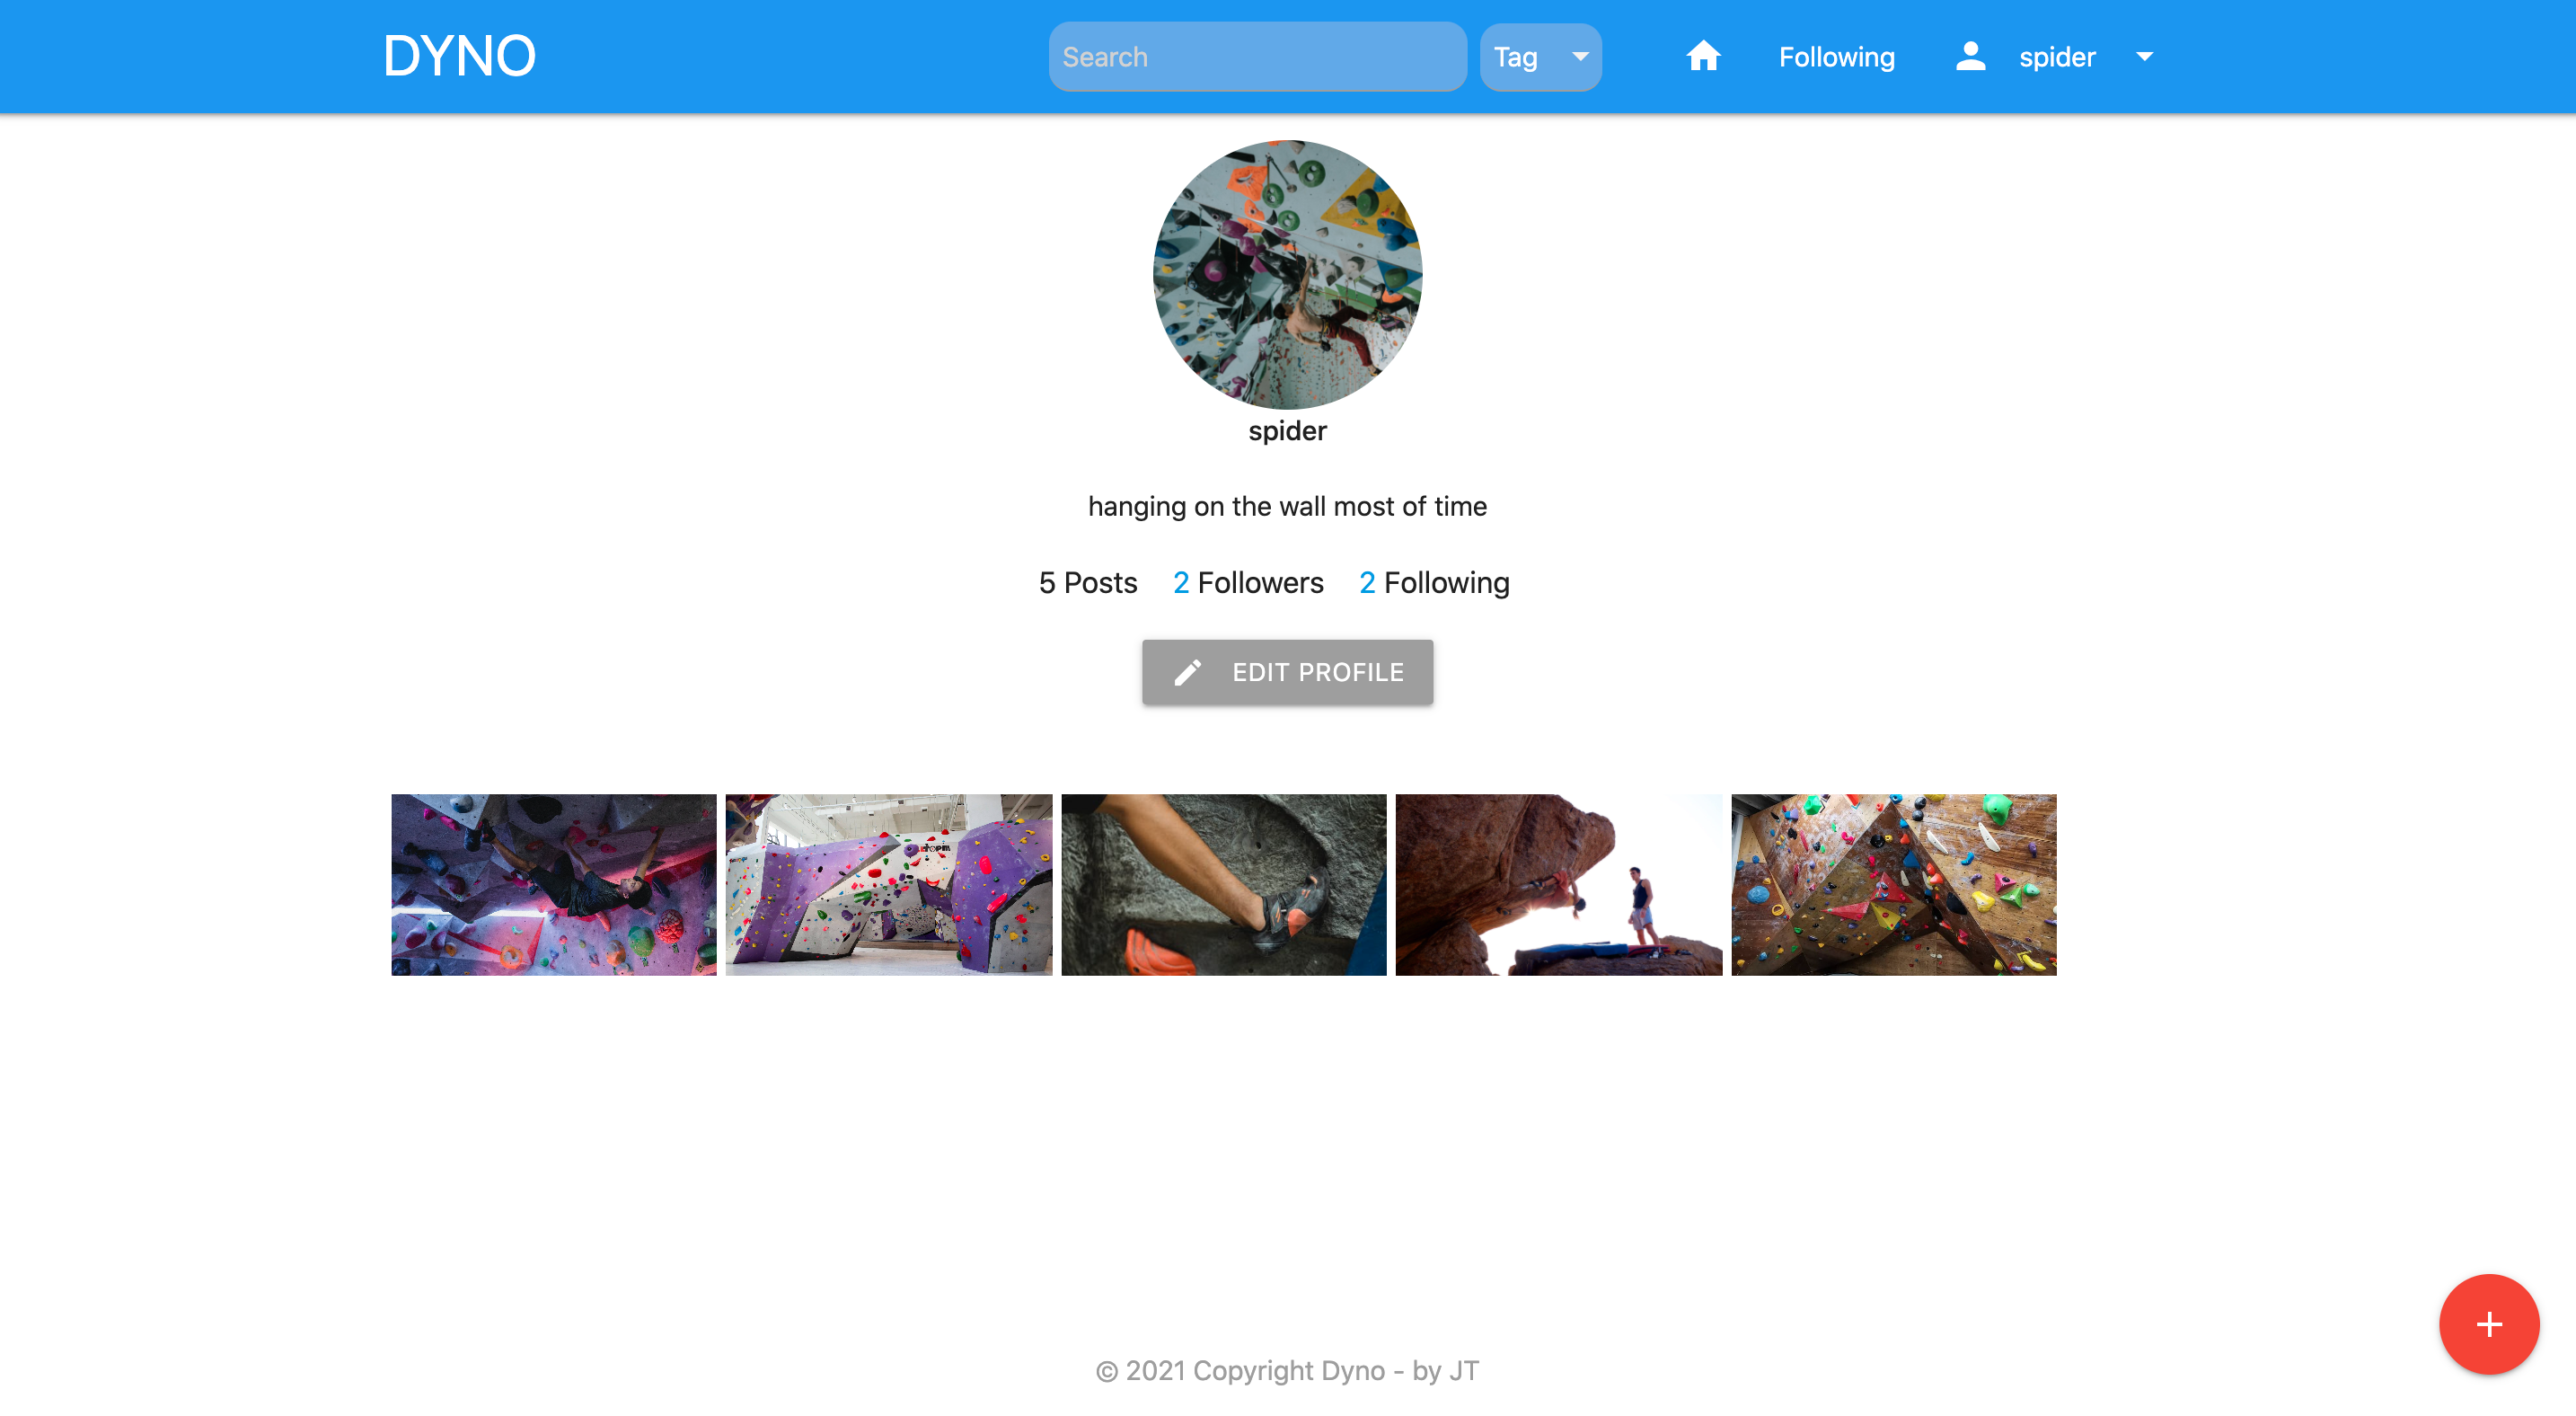 DYNO
Search
Tag
Following
spider
spider
hanging on the wall most of time
5 Posts 2 Followers 2 Following
EDIT PROFILE
© 2021 Copyright Dyno - by JT